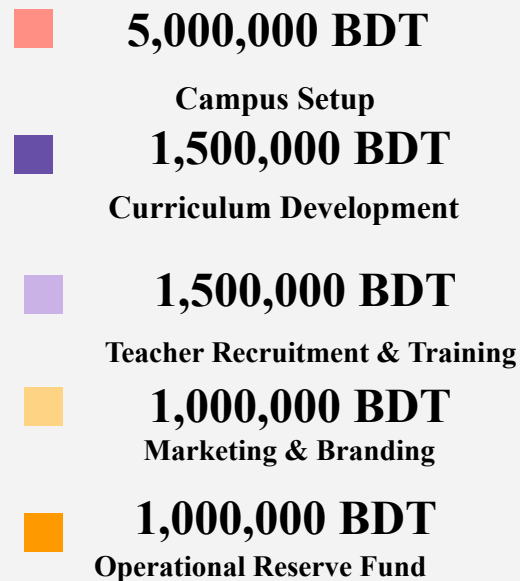 5,000,000 BDT
Campus Setup
1,500,000 BDT
Curriculum Development
1,500,000 BDT
Teacher Recruitment & Training
1,000,000 BDT
Marketing & Branding
1,000,000 BDT
Operational Reserve Fund